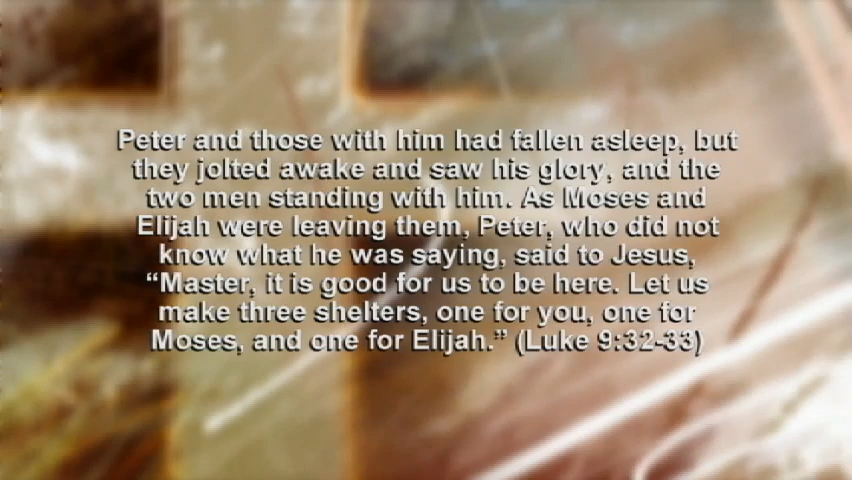 Peter and those with him had fallen asleep, but
they jolted awake and saw his glory, and the
two men standing with him. As Moses and
Elijah were leaving them, Peter, who did not
know what he was saying, said to Jesus,
“Master, it is good for us to be here. Let us
make three shelters, one for you, one for
Moses, and one for Elijah.” (Luke 9:32-33)